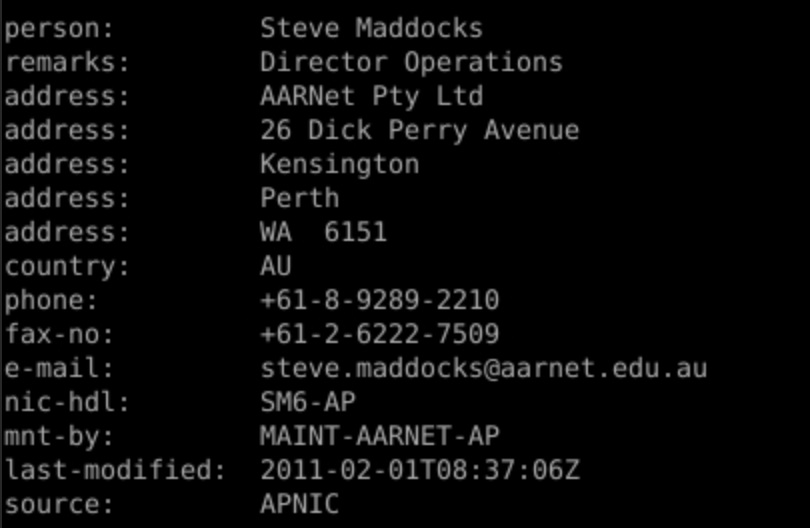 person: Steve Maddocks
remarks: Director Operations
address: AARNet Pty Ltd
address: 26 Dick Perry Avenue
address: Kensington
address: Perth
address: WA  6151
country: AU
phone: +61-8-9289-2210
fax-no: +61-2-6222-7509
e-mail: steve.maddocks@aarnet.edu.au
nic-hdl: SM6-AP
mnt-by: MAINT-AARNET-AP
last-modified: 2011-02-01T08:37:06Z
source: APNIC